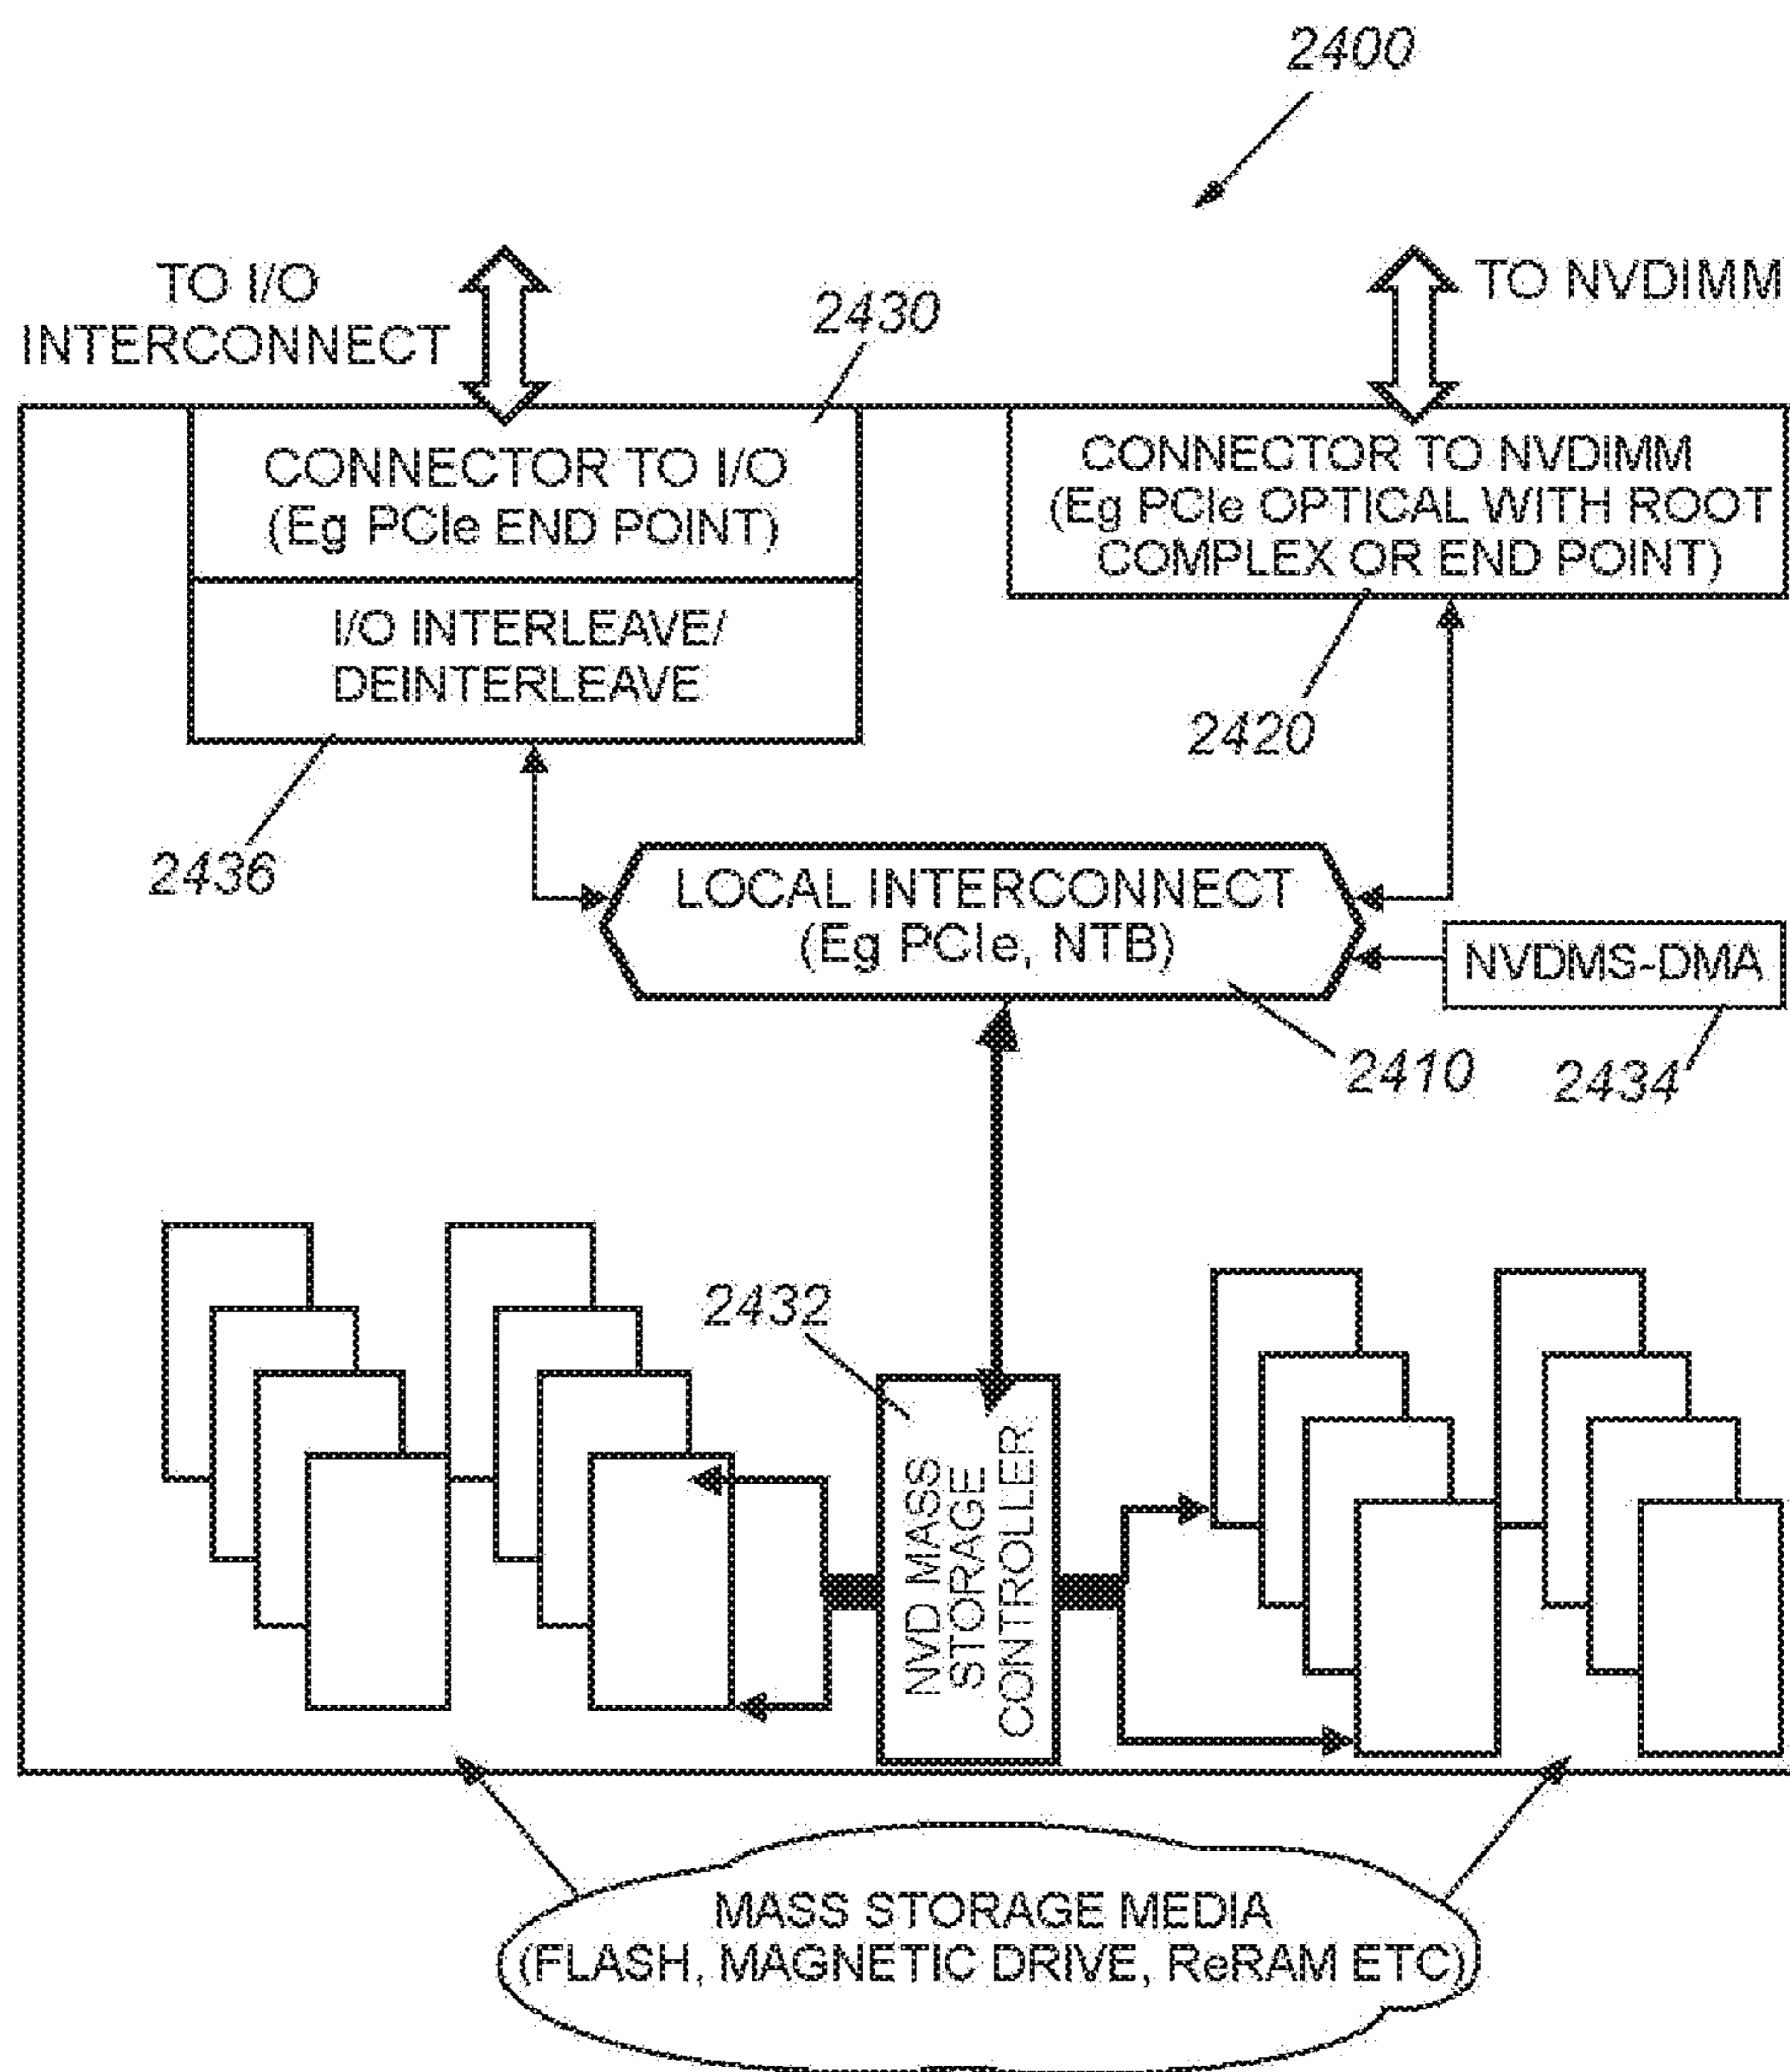 2400
TO I/O
INTERCONNECT
TO NVDIMM
2430
CONNECTOR TO I/O
(Eg PCIe END POINT)
CONNECTOR TO NVDIMM
(Eg PCIe OPTICAL WITH ROOT
COMPLEX OR END POINT)
I/O INTERLEAVE/
DEINTERLEAVE
2420
2436
LOCAL INTERCONNECT
(Eg PCIe, NTB)
NVDMS-DMA
2410
2434
2432
NVD MASS
STORAGE
CONTROLLER
MASS STORAGE MEDIA
(FLASH, MAGNETIC DRIVE, ReRAM ETC)